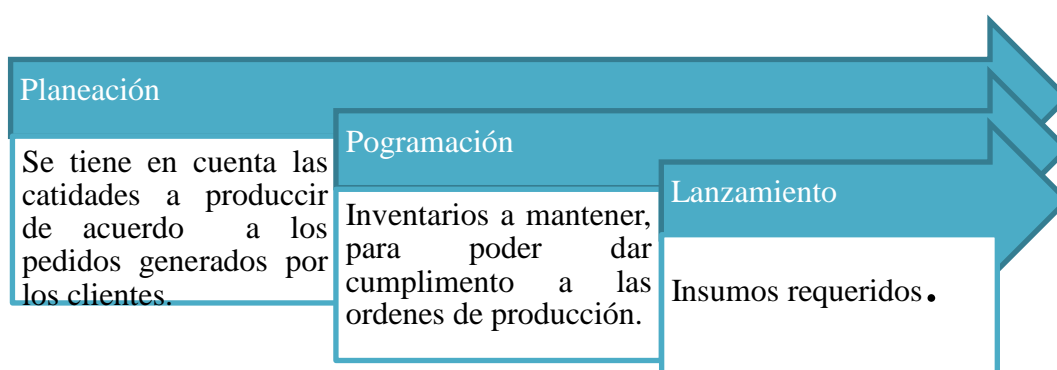 Planeación
Se tiene en cuenta las
catidades a produccir
de acuerdo a los
pedidos generados por
los clientes.
Pogramación
Inventarios a mantener,
para poder dar
cumplimento a las
ordenes de producción.
Lanzamiento
Insumos requeridos.